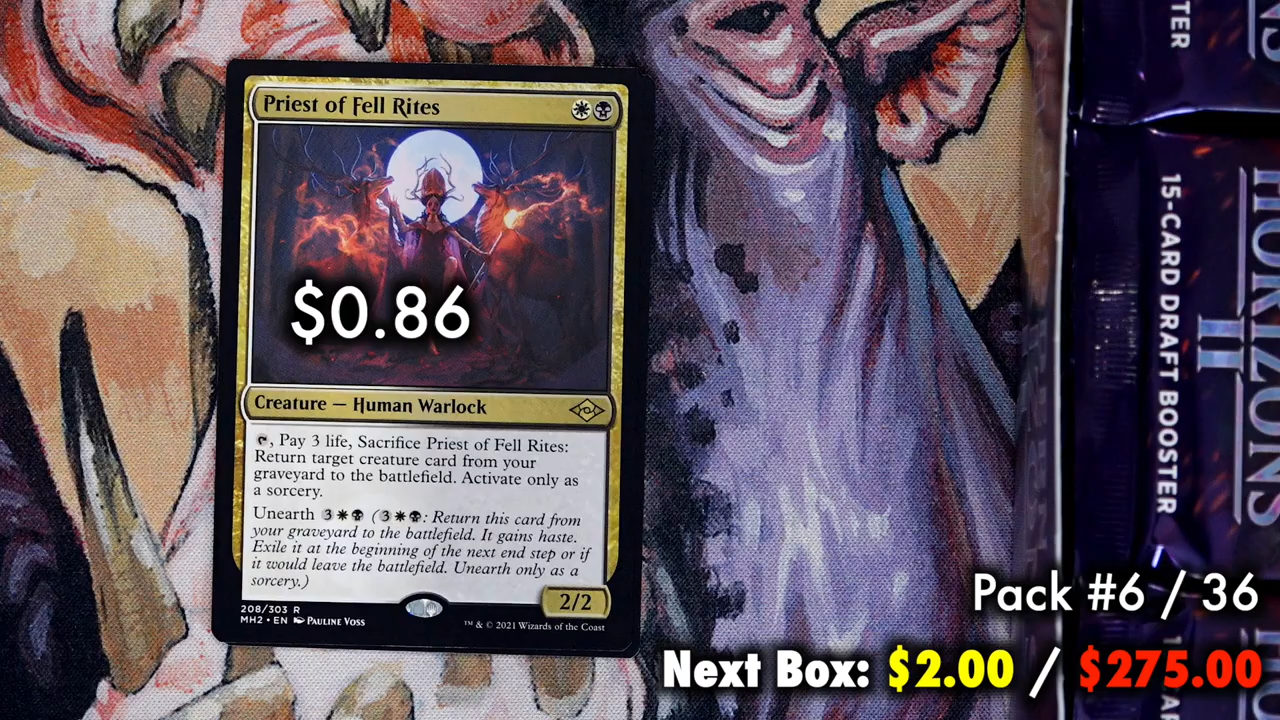 Priest of Fell Rites
$0.86
Creature — Human Warlock
, Pay 3 life, Sacrifice Priest of Fell Rites:
Return target creature card from your
graveyard to the battlefield. Activate only as
a sorcery.
Unearth 3 (3: Return this card from
your graveyard to the battlefield. It gains haste.
Exile it at the beginning of the next end step or if
it would leave the battlefield. Unearth only as a
sorcery.)
2/2
208/303 R
MH2 • EN Pauline Voss
™ & © 2021 Wizards of the Coast
15-CARD DRAFT BOOSTER
HORIZONS
II
Pack #6 / 36
Next Box: $2.00 / $275.00